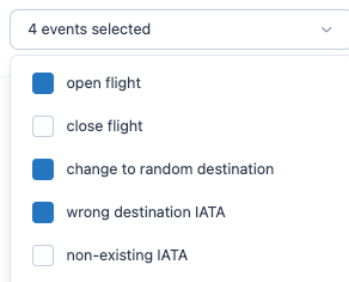 4 events selected
open flight
close flight
change to random destination
wrong destination IATA
non-existing IATA